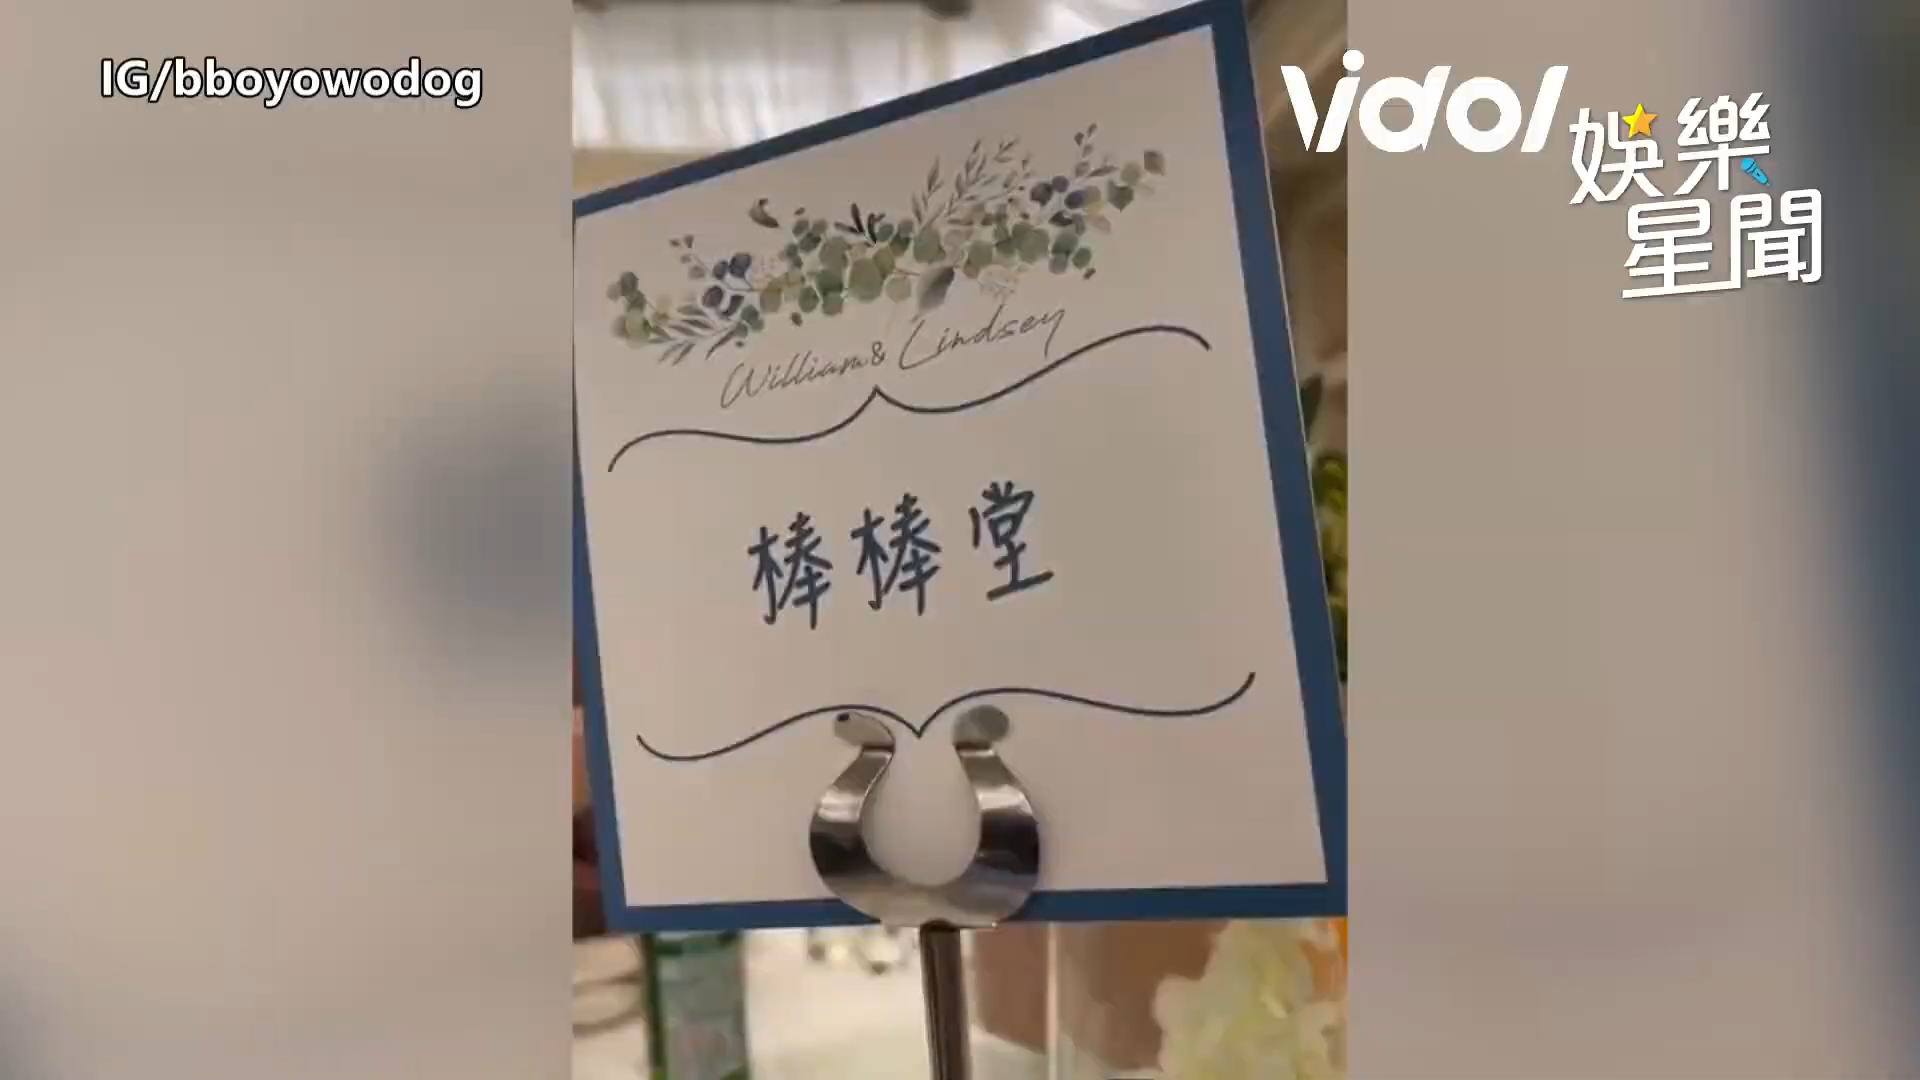 IG/bboyowodog
Vidol
娛樂
星聞
William & Lindsey
棒棒堂